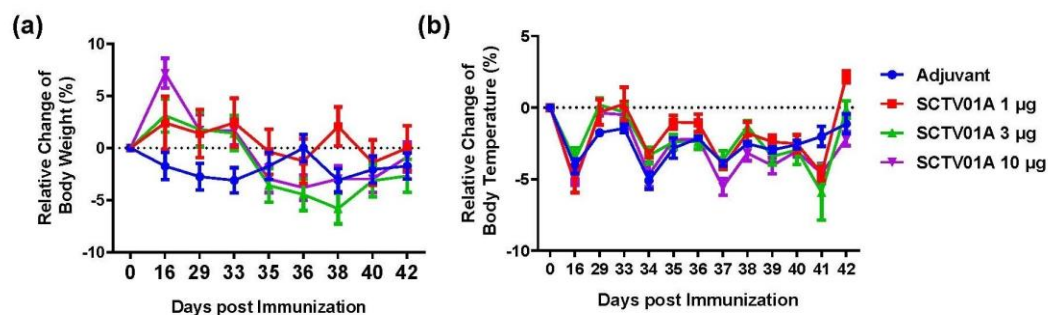 (a)
Relative Change of
Body Weight (%)
10
5
0
-5
-10
0 16 29 33 35 36 38 40 42
Days post Immunization
(b)
Relative Change of
Body Temperature (%)
5
0
-5
-10
0 16 29 33 34 35 36 37 38 39 40 41 42
Days post Immunization
Adjuvant
SCTV01A 1 μg
SCTV01A 3 μg
SCTV01A 10 μg